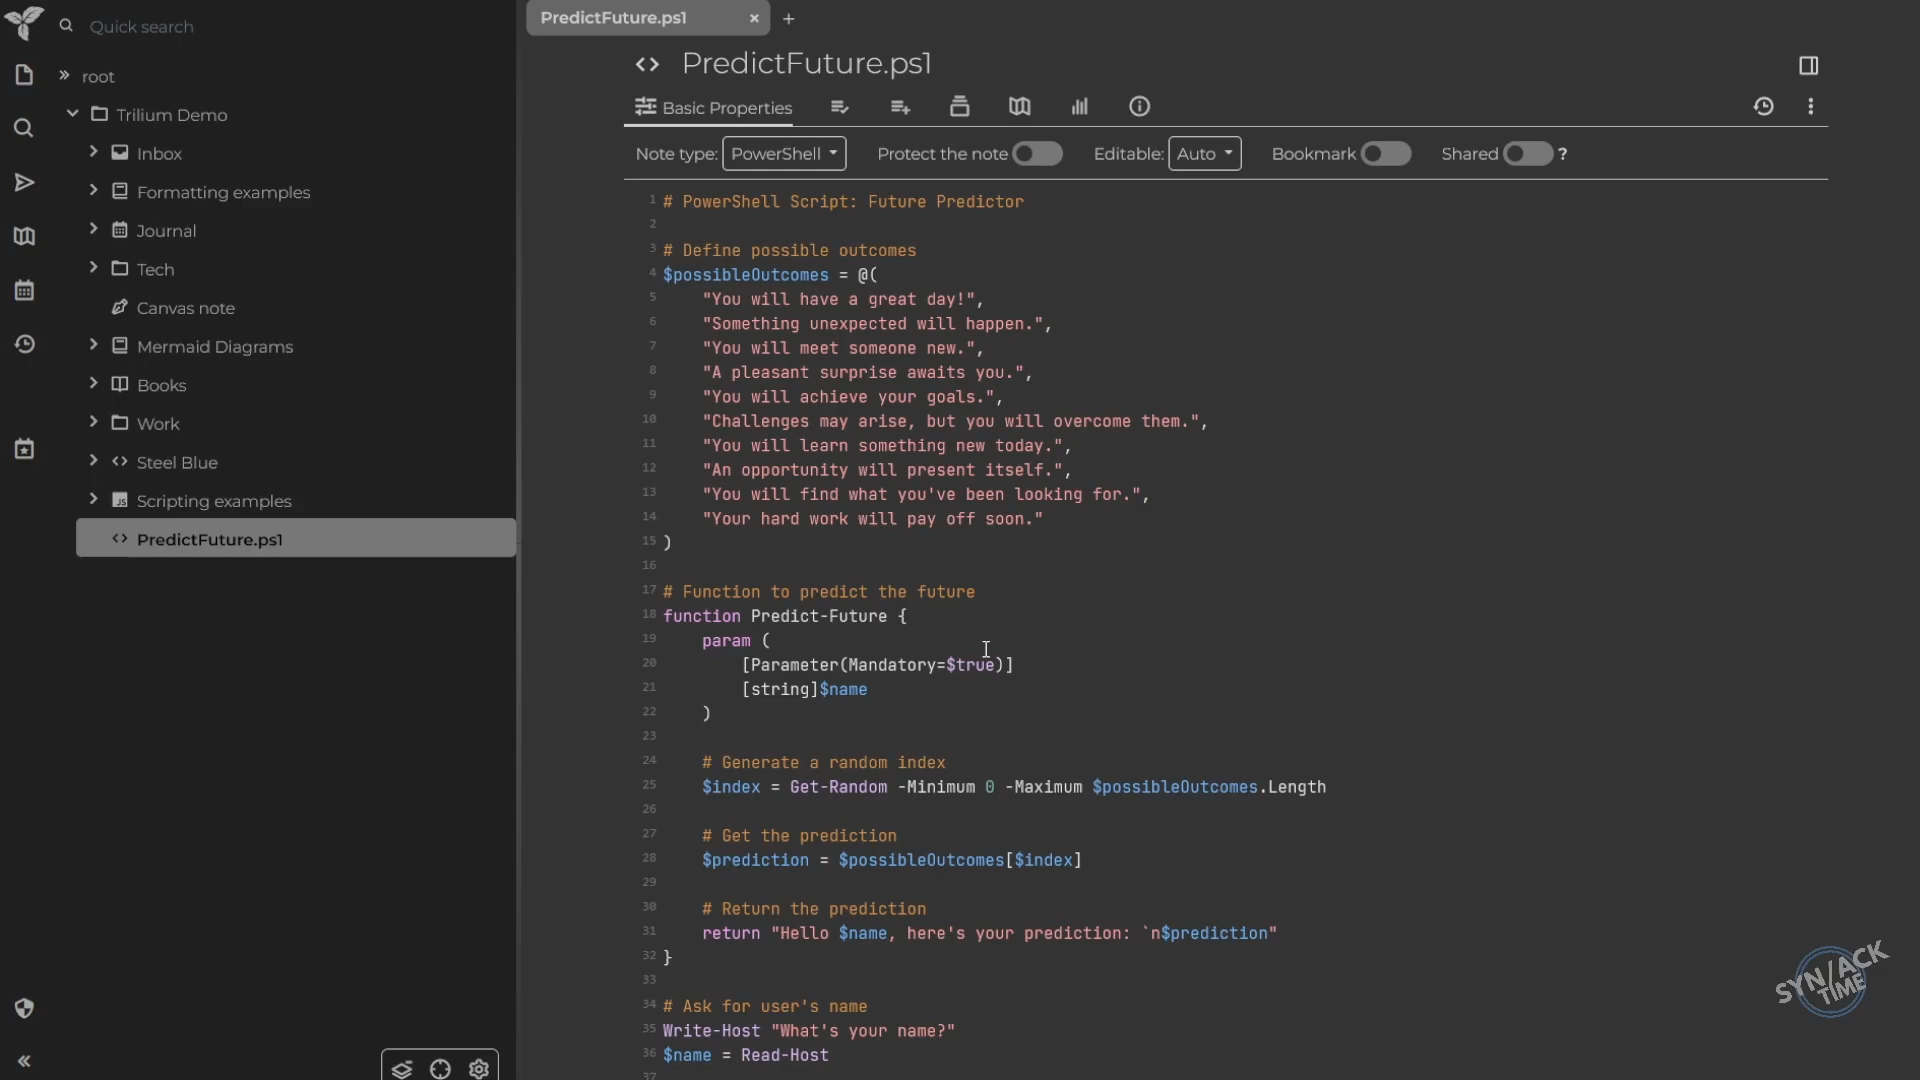 Quick search
root
Trilium Demo
Inbox
Formatting examples
Journal
Tech
Canvas note
Mermaid Diagrams
Books
Work
Steel Blue
Scripting examples
PredictFuture.ps1
PredictFuture.ps1 × +
PredictFuture.ps1
Basic Properties
Note type: PowerShell Protect the note Editable: Auto Bookmark Shared ?
1 # PowerShell Script: Future Predictor
2
3 # Define possible outcomes
4 $possibleOutcomes = @(
5 "You will have a great day!",
6 "Something unexpected will happen.",
7 "You will meet someone new.",
8 "A pleasant surprise awaits you.",
9 "You will achieve your goals.",
10 "Challenges may arise, but you will overcome them.",
11 "You will learn something new today.",
12 "An opportunity will present itself.",
13 "You will find what you've been looking for.",
14 "Your hard work will pay off soon."
15 )
16
17 # Function to predict the future
18 function Predict-Future {
19 param (
20 [Parameter(Mandatory=$true)]
21 [string]$name
22 )
23
24 # Generate a random index
25 $index = Get-Random -Minimum 0 -Maximum $possibleOutcomes.Length
26
27 # Get the prediction
28 $prediction = $possibleOutcomes[$index]
29
30 # Return the prediction
31 return "Hello $name, here's your prediction: `n$prediction"
32 }
33
34 # Ask for user's name
35 Write-Host "What's your name?"
36 $name = Read-Host
37
SYN/ACK
TIME